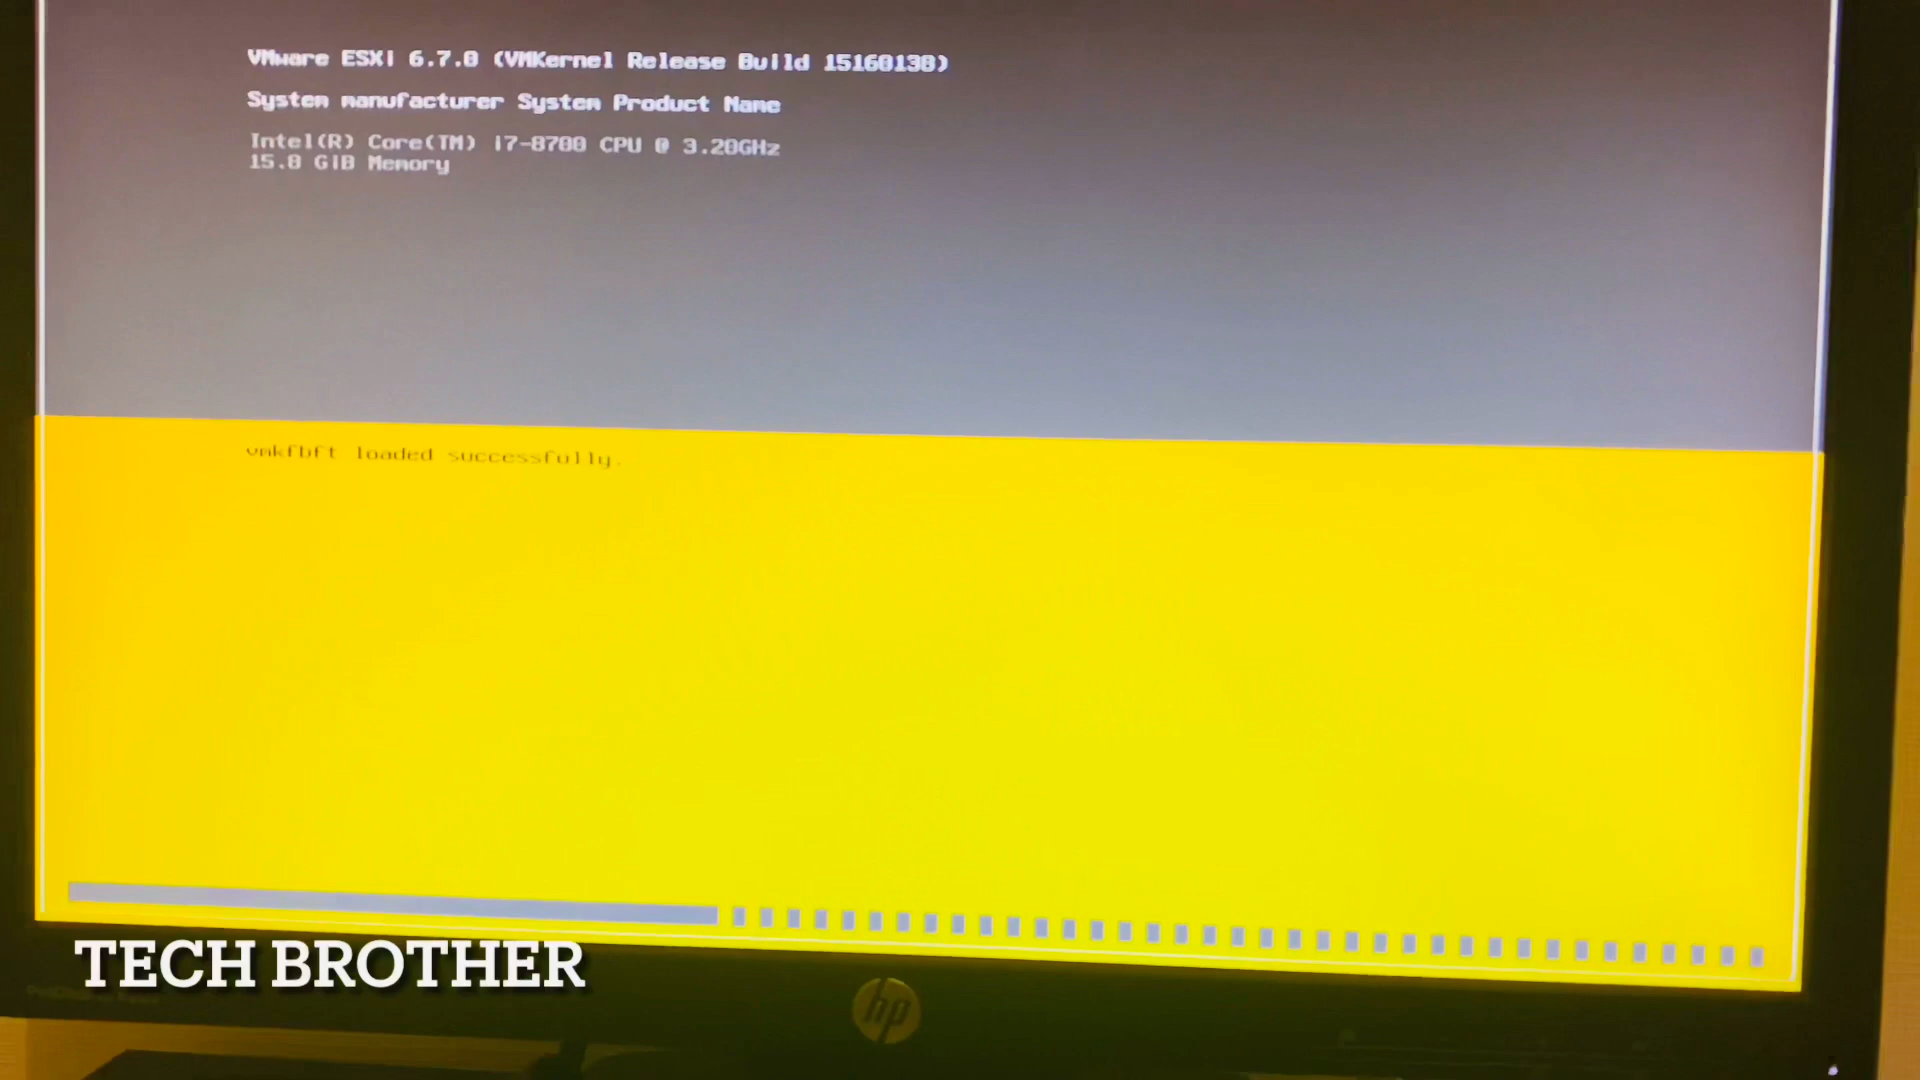 VMware ESXi 6.7.0 (VMKernel Release Build 15160138)
System manufacturer System Product Name
Intel(R) Core(TM) i7-8700 CPU @ 3.20GHz
15.8 GiB Memory
vmkfbft loaded successfully.
TECH BROTHER
hp